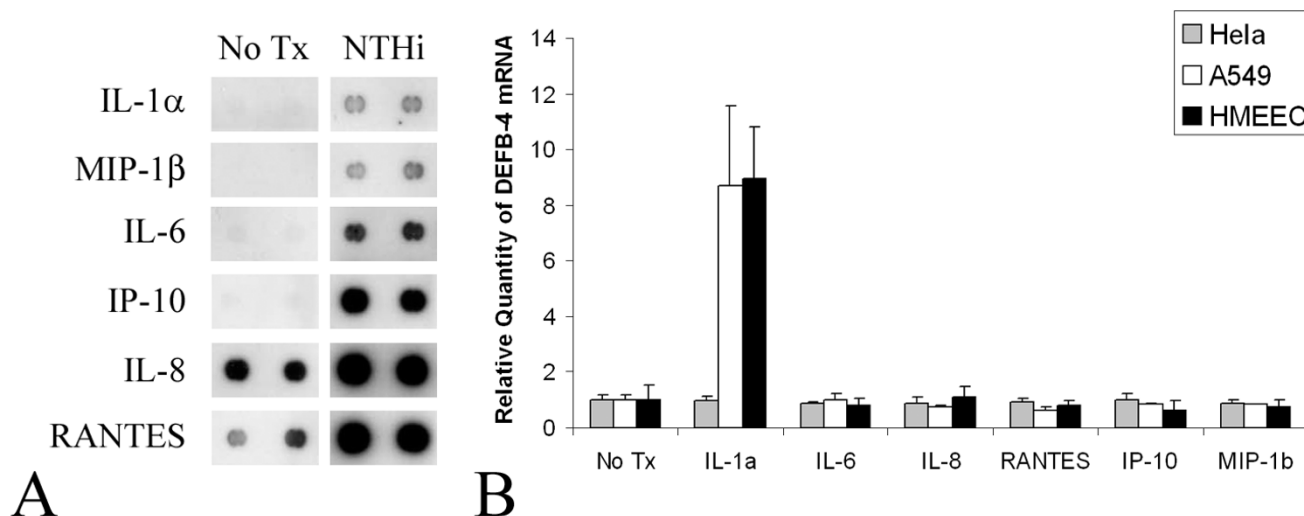 No Tx NTHi
IL-1α
MIP-1β
IL-6
IP-10
IL-8
RANTES
A
Relative Quantity of DEFB-4 mRNA
14
12
10
8
6
4
2
0
No Tx IL-1a IL-6 IL-8 RANTES IP-10 MIP-1b
Hela
A549
HMEEC
B